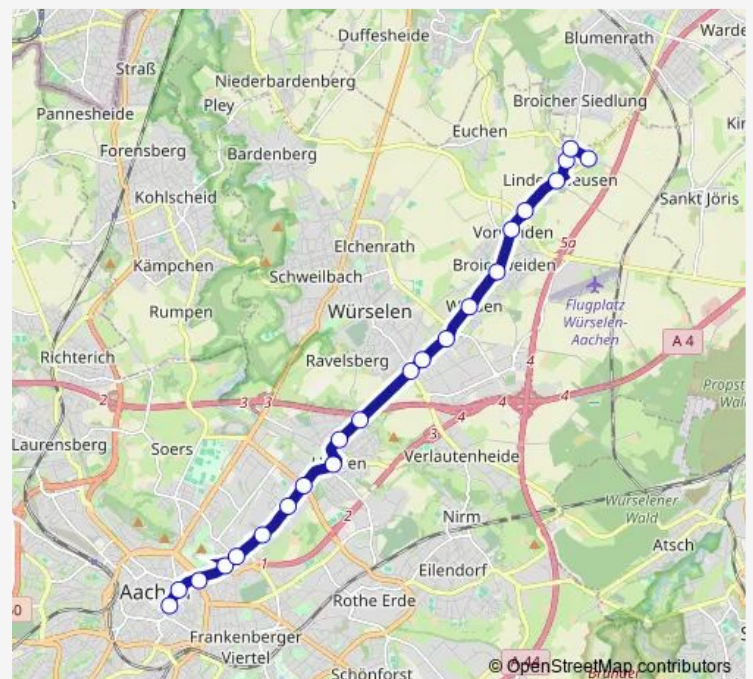 Duffesheide
Blumenrath
Straß
Niederbardenberg
Pley
Pannesheide
Broicher Siedlung
Euchen
Forensberg
Bardenberg
Kohlscheid
Sankt Jöris
Elchenrath
5a
Kämpchen
Schweilbach
Rumpen
Würselen
Flugplatz
Würselen-
Aachen
A 4
Richterich
Ravelsberg
4
2
3
3
4
4
4
Laurensberg
Soers
3
Verlautenheide
2
Würselener
Wald
Nirm
Atsch
1
Eilendorf
Rothe Erde
Frankenberger
Viertel
Schönforst
A 44
© OpenStreetMap contributors